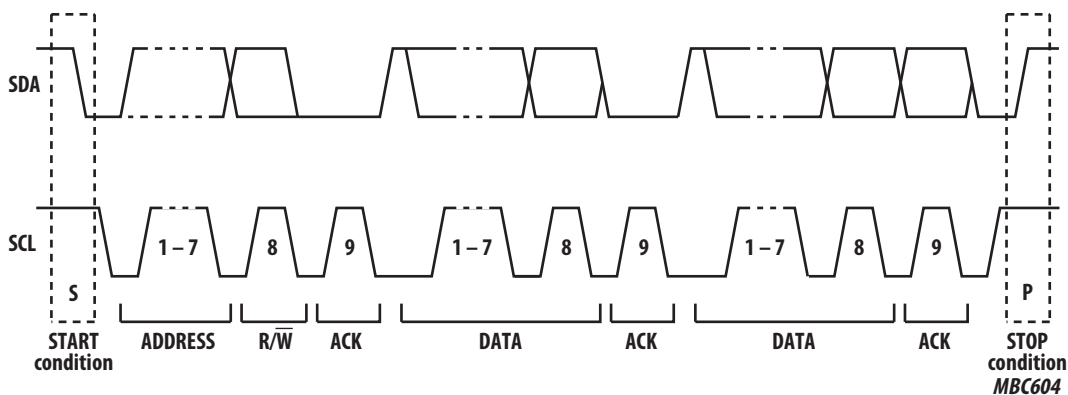 SDA
SCL
1 – 7 8 9 1 – 7 8 9 1 – 7 8 9
S P
START condition ADDRESS R/W̅ ACK DATA ACK DATA ACK STOP condition
MBC604